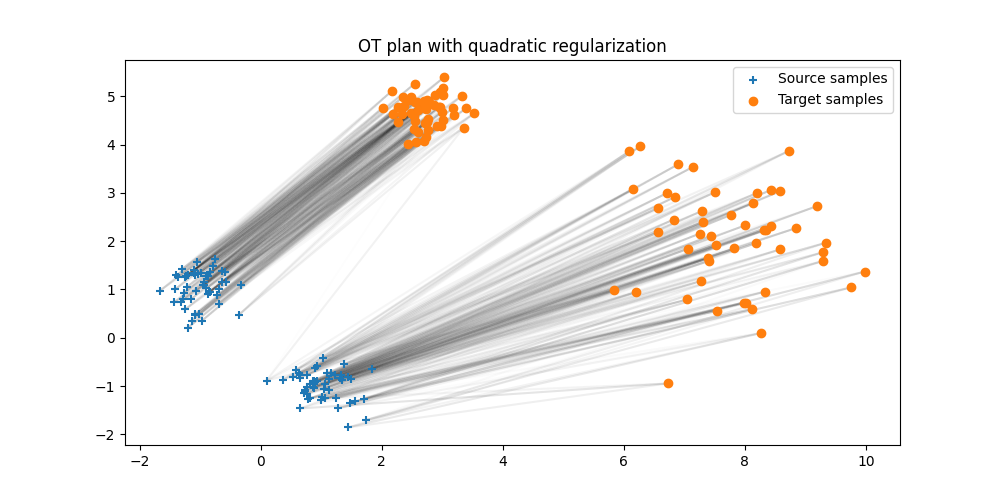 OT plan with quadratic regularization
Source samples
Target samples
5
4
3
2
1
0
−1
−2
−2 0 2 4 6 8 10